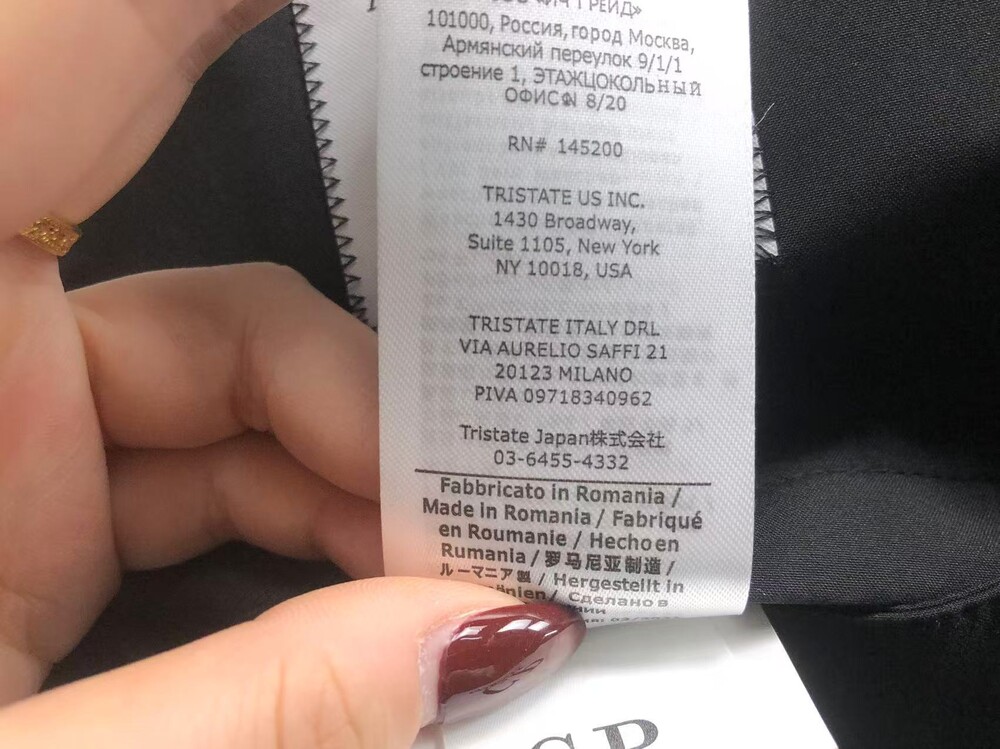 РЕЙД»
101000, Россия, город Москва,
Армянский переулок 9/1/1
строение 1, ЭТАЖЦОКОЛЬНЫЙ
ОФИС 8/20
RN# 145200
TRISTATE US INC.
1430 Broadway,
Suite 1105, New York
NY 10018, USA
TRISTATE ITALY DRL
VIA AURELIO SAFFI 21
20123 MILANO
PIVA 09718340962
Tristate Japan株式会社
03-6455-4332
Fabbricato in Romania /
Made in Romania / Fabriqué
en Roumanie / Hecho en
Rumania / 罗马尼亚制造 /
ルーマニア製 / Hergestellt in
änien / Сделано в